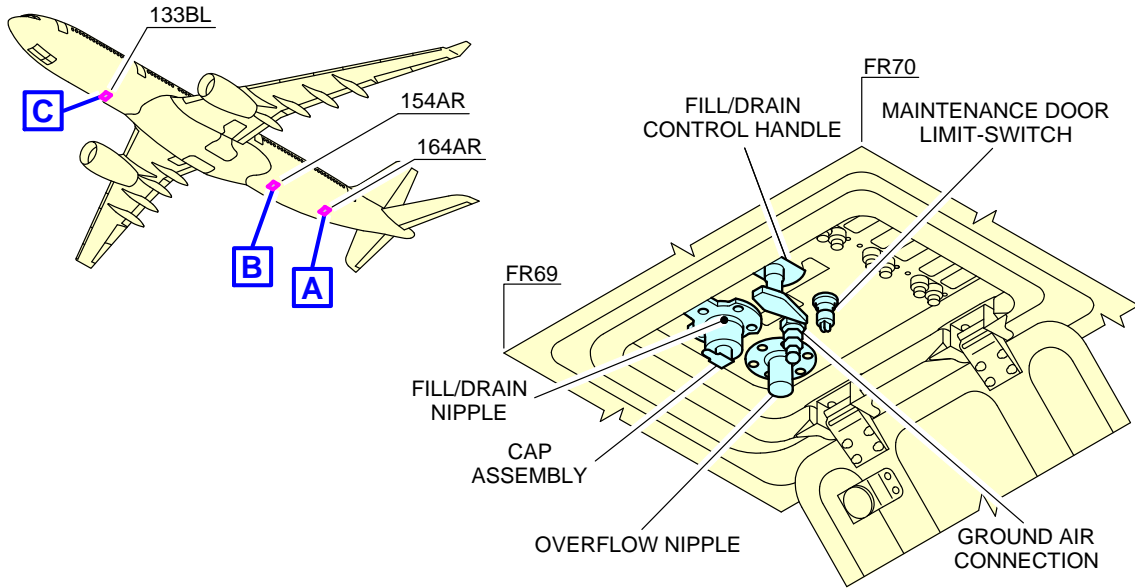 133BL
C
154AR
164AR
B
A
FR70
FILL/DRAIN
CONTROL HANDLE
MAINTENANCE DOOR
LIMIT-SWITCH
FR69
FILL/DRAIN
NIPPLE
CAP
ASSEMBLY
OVERFLOW NIPPLE
GROUND AIR
CONNECTION